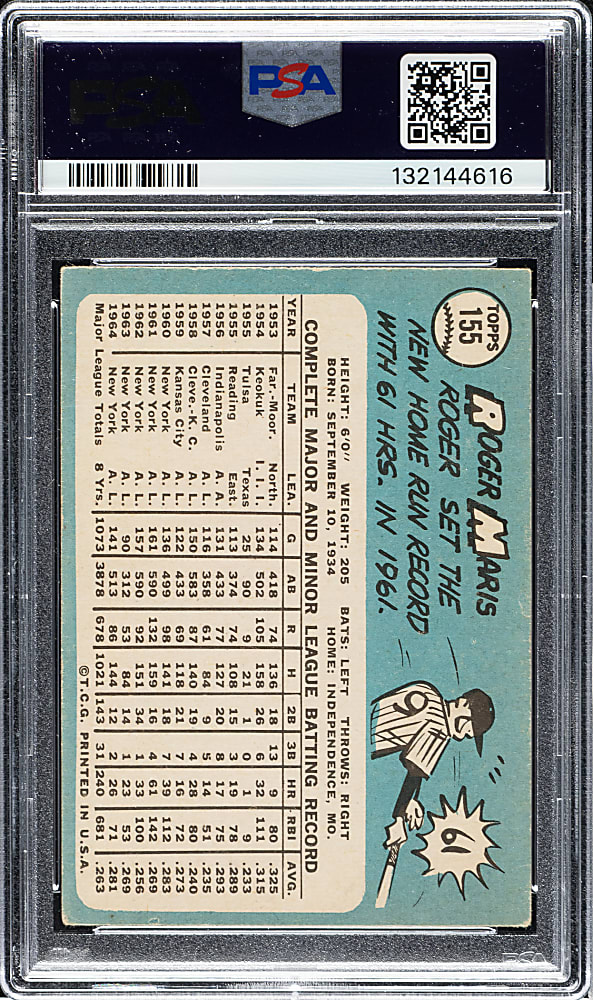 PSA
PSA
132144616
TOPPS
155
ROGER MARIS
ROGER SET THE
NEW HOME RUN RECORD
WITH 61 HRS. IN 1961.
9
61
HEIGHT: 6'0" WEIGHT: 205 BATS: LEFT THROWS: RIGHT
BORN: SEPTEMBER 10, 1934 HOME: INDEPENDENCE, MO.
COMPLETE MAJOR AND MINOR LEAGUE BATTING RECORD
YEAR TEAM LEA. G AB R H 2B 3B HR RBI AVG.
1953 Far.-Moor. North. 114 418 74 136 18 13 9 80 .325
1954 Keokuk I. I. I. 134 502 105 158 26 6 32 111 .315
1955 Tulsa Texas 25 90 9 21 1 0 1 9 .233
1955 Reading East. 113 374 74 108 15 3 19 78 .289
1956 Indianapolis A. A. 131 433 77 127 20 8 17 75 .293
1957 Cleveland A. L. 116 358 61 84 9 5 14 51 .235
1958 Cleve.-K. C. A. L. 150 583 87 140 19 4 28 80 .240
1959 Kansas City A. L. 122 433 69 118 21 7 16 72 .273
1960 New York A. L. 136 499 98 141 18 7 39 112 .283
1961 New York A. L. 161 590 132 159 16 4 61 142 .269
1962 New York A. L. 157 590 92 151 34 1 33 100 .256
1963 New York A. L. 90 312 53 84 14 1 23 53 .269
1964 New York A. L. 141 513 86 144 12 2 26 71 .281
Major League Totals 8 Yrs. 1073 3878 678 1021 143 31 240 681 .263
©T.C.G. PRINTED IN U.S.A.
PSA